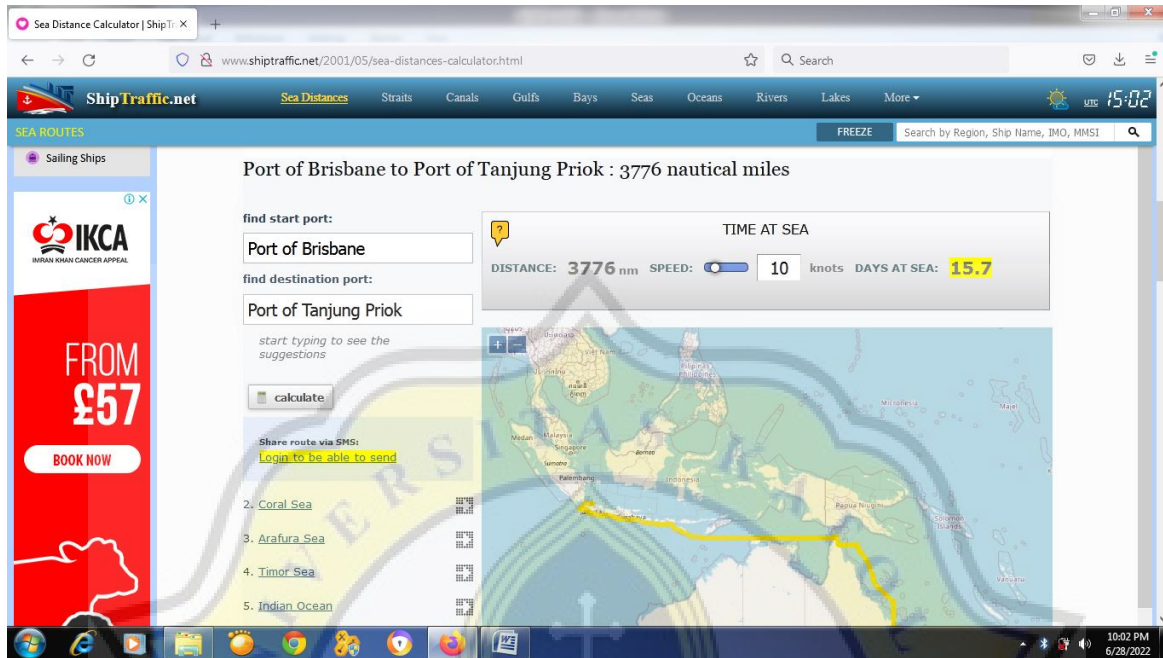 Sea Distance Calculator | ShipTr
www.shiptraffic.net/2001/05/sea-distances-calculator.html
Search
ShipTraffic.net
Sea Distances Straits Canals Gulfs Bays Seas Oceans Rivers Lakes More
UTC 15:02
SEA ROUTES
FREEZE
Search by Region, Ship Name, IMO, MMSI
Sailing Ships
Port of Brisbane to Port of Tanjung Priok : 3776 nautical miles
IKCA
IMRAN KHAN CANCER APPEAL
FROM
£57
BOOK NOW
find start port:
Port of Brisbane
find destination port:
Port of Tanjung Priok
start typing to see the
suggestions
calculate
Share route via SMS:
Login to be able to send
2. Coral Sea
3. Arafura Sea
4. Timor Sea
5. Indian Ocean
?
TIME AT SEA
DISTANCE: 3776 nm SPEED: 10 knots DAYS AT SEA: 15.7
+ −
Việt Nam
Micronesia
Majel
Medan
Malaysia
Singapore
Borneo
Sumatra
Palembang
Indonesia
Papua Niugini
Solomon
Islands
Vanuatu
VERSITAS
10:02 PM
6/28/2022